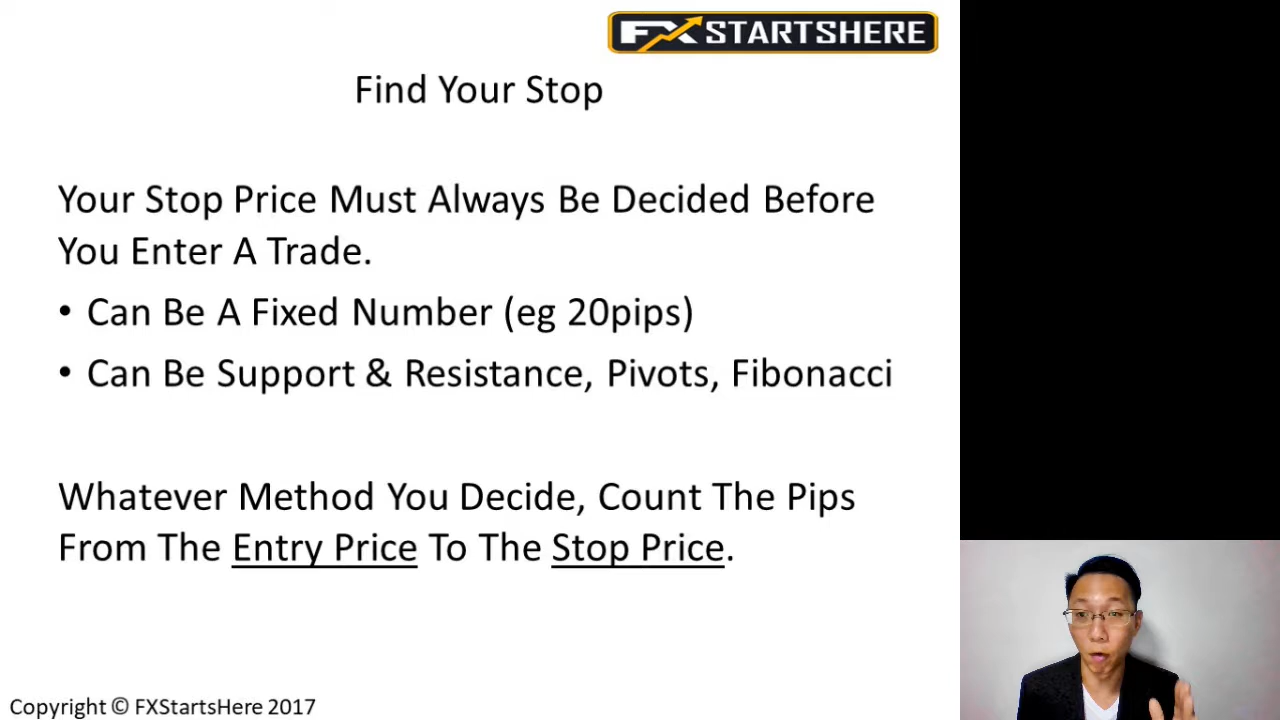 FXSTARTSHERE
Find Your Stop
Your Stop Price Must Always Be Decided Before
You Enter A Trade.
• Can Be A Fixed Number (eg 20pips)
• Can Be Support & Resistance, Pivots, Fibonacci
Whatever Method You Decide, Count The Pips
From The Entry Price To The Stop Price.
Copyright © FXStartsHere 2017